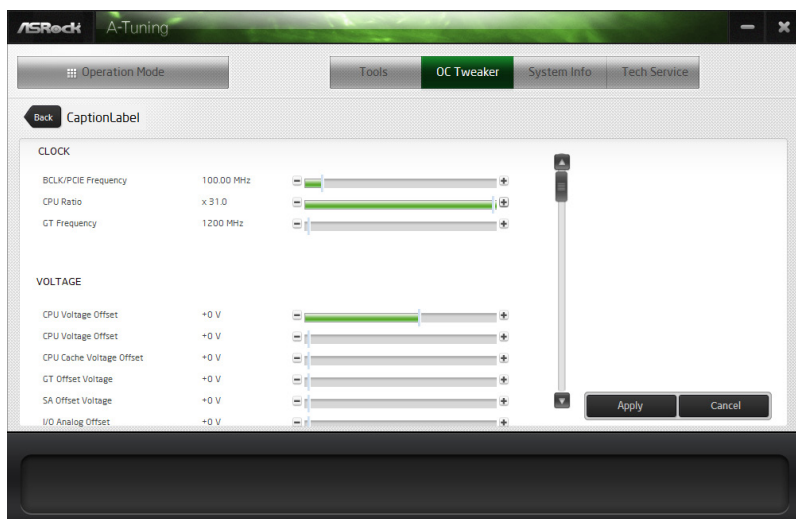 ASRock A-Tuning
Operation Mode Tools OC Tweaker System Info Tech Service
Back CaptionLabel
CLOCK
BCLK/PCIE Frequency 100.00 MHz
CPU Ratio x 31.0
GT Frequency 1200 MHz
VOLTAGE
CPU Voltage Offset +0 V
CPU Voltage Offset +0 V
CPU Cache Voltage Offset +0 V
GT Offset Voltage +0 V
SA Offset Voltage +0 V
I/O Analog Offset +0 V
Apply Cancel